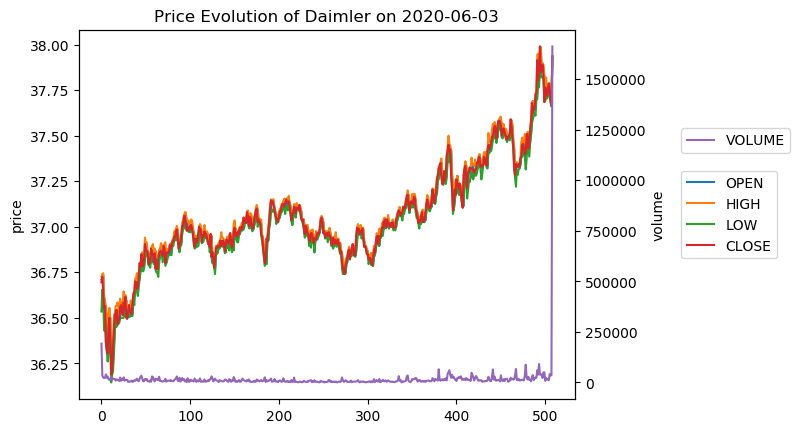 Price Evolution of Daimler on 2020-06-03
38.00
37.75
37.50
37.25
37.00
36.75
36.50
36.25
price
0
100
200
300
400
500
1500000
1250000
1000000
750000
500000
250000
0
volume
VOLUME
OPEN
HIGH
LOW
CLOSE